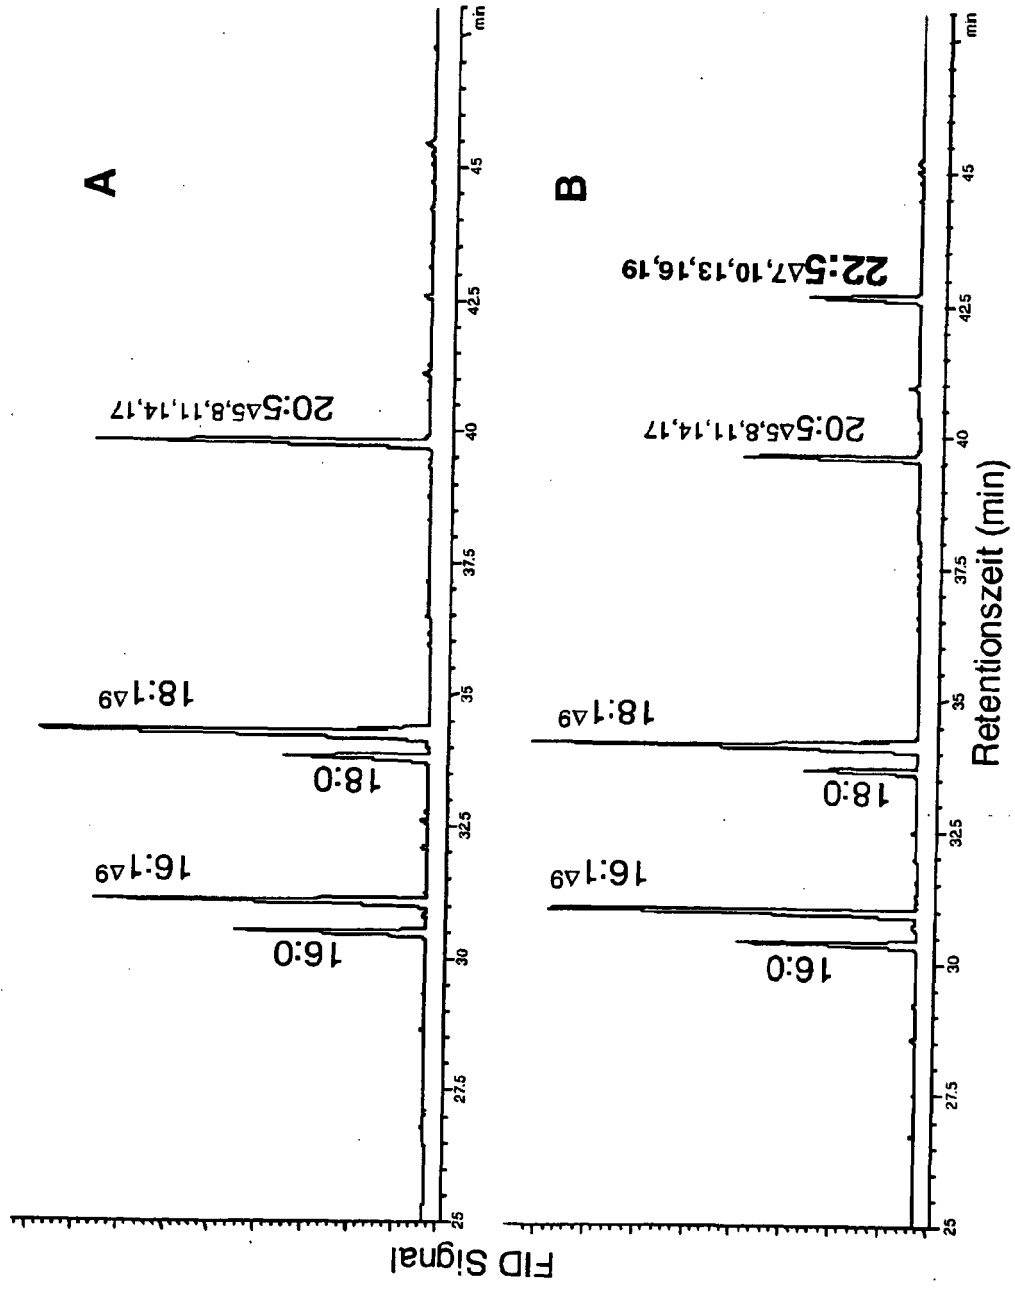 A
FID Signal
16:0
16:1Δ9
18:0
18:1Δ9
20:5Δ5,8,11,14,17
25
27.5
30
32.5
35
37.5
40
42.5
45
min
B
16:0
16:1Δ9
18:0
18:1Δ9
20:5Δ5,8,11,14,17
22:5Δ7,10,13,16,19
25
27.5
30
32.5
35
37.5
40
42.5
45
min
Retentionszeit (min)